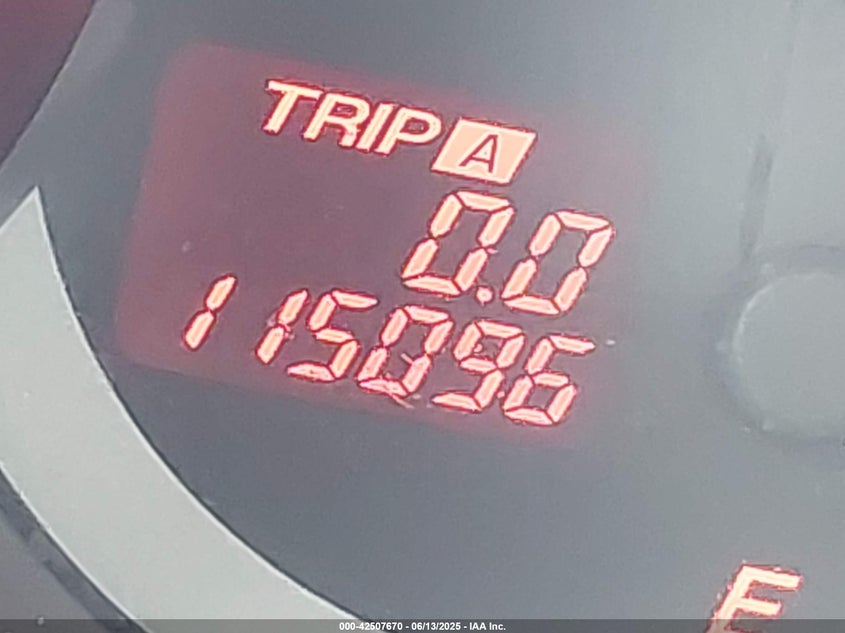 TRIP A
0.0
115096
E
000-42507670 - 06/13/2025 - IAA Inc.